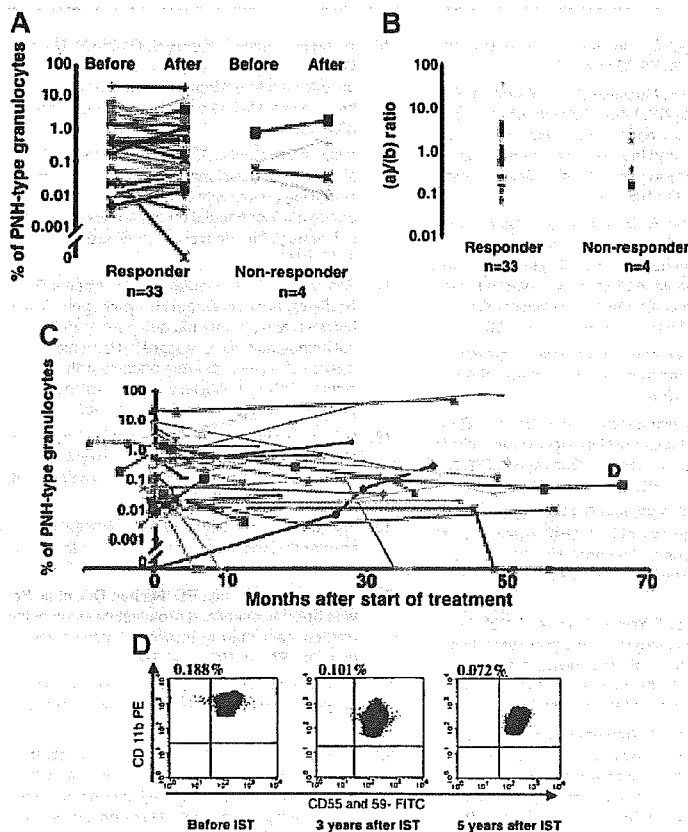 A
B
% of PNH-type granulocytes
Before After Before After
100
10.0
1.0
0.1
0.01
0.001
0
Responder
n=33
Non-responder
n=4
(a)/(b) ratio
100
10.0
1.0
0.1
0.01
Responder
n=33
Non-responder
n=4
C
% of PNH-type granulocytes
100
10.0
1.0
0.1
0.01
0.001
0
D
0 10 30 50 70
Months after start of treatment
D
0.188% 0.101% 0.072%
CD 11b PE
CD55 and 59- FITC
Before IST 3 years after IST 5 years after IST